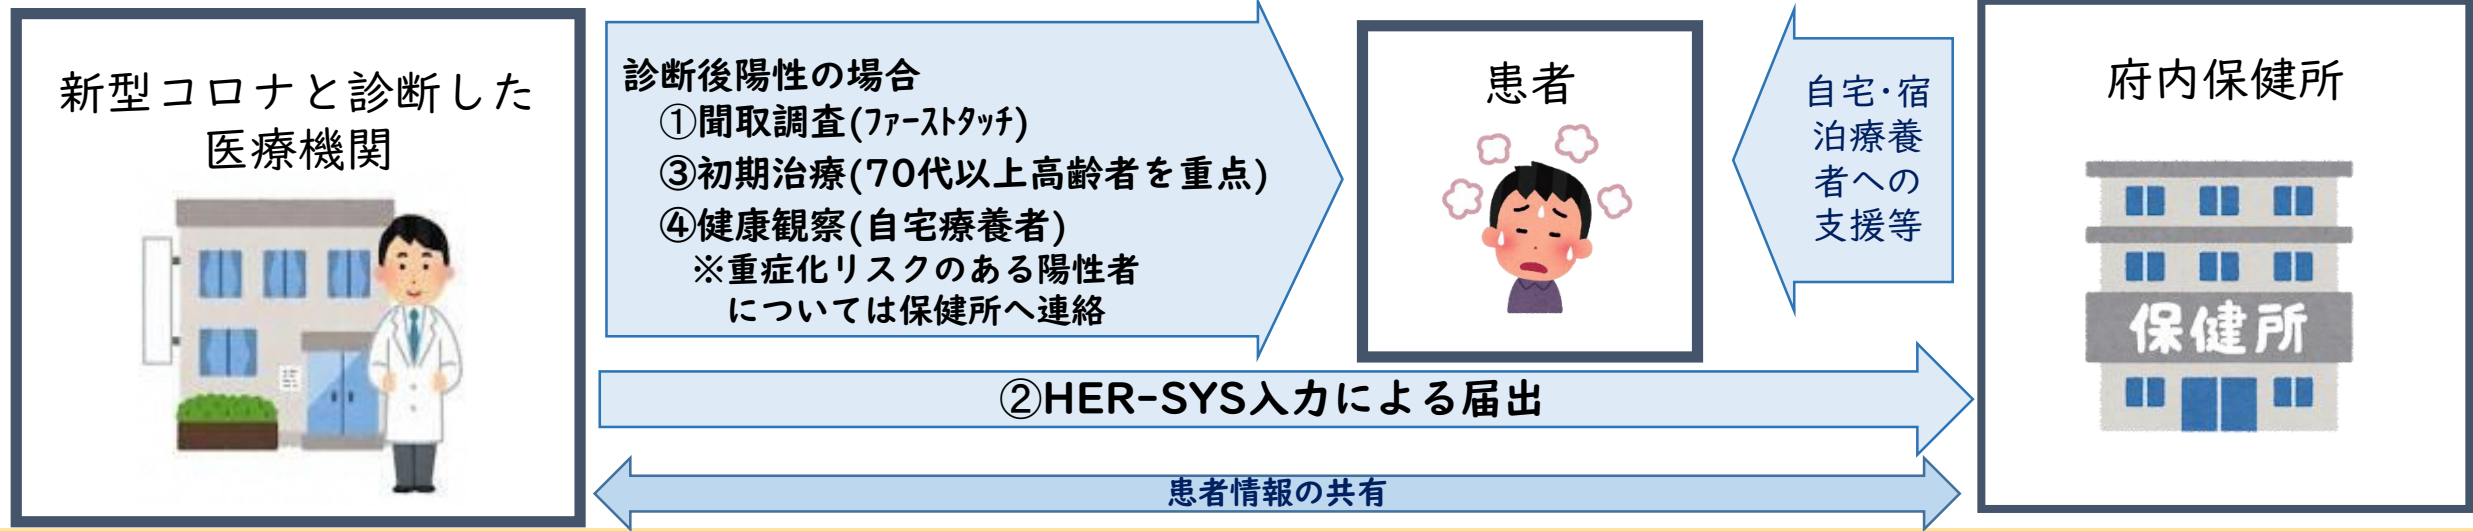 新型コロナと診断した
医療機関
診断後陽性の場合
①聞取調査(ﾌｧｰｽﾄﾀｯﾁ)
③初期治療(70代以上高齢者を重点)
④健康観察(自宅療養者)
※重症化リスクのある陽性者
については保健所へ連絡
患者
自宅・宿
泊療養
者への
支援等
府内保健所
保健所
②HER-SYS入力による届出
患者情報の共有